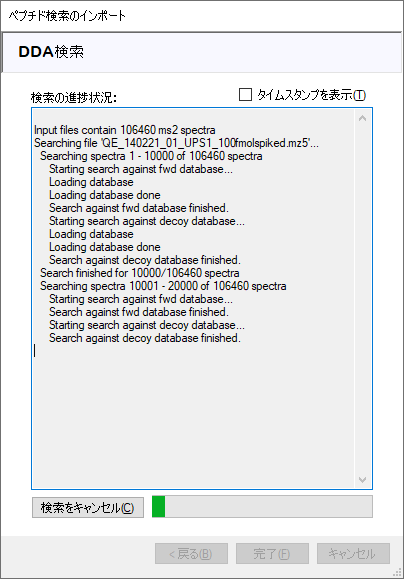 ペプチド検索のインポート
DDA検索
検索の進捗状況:
タイムスタンプを表示(T)
Input files contain 106460 ms2 spectra
Searching file 'QE_140221_01_UPS1_100fmolspiked.mz5'...
Searching spectra 1 - 10000 of 106460 spectra
Starting search against fwd database...
Loading database
Loading database done
Search against fwd database finished.
Starting search against decoy database...
Loading database
Loading database done
Search against decoy database finished.
Search finished for 10000/106460 spectra
Searching spectra 10001 - 20000 of 106460 spectra
Starting search against fwd database...
Search against fwd database finished.
Starting search against decoy database...
Search against decoy database finished.
検索をキャンセル(C)
< 戻る(B)
完了(F)
キャンセル